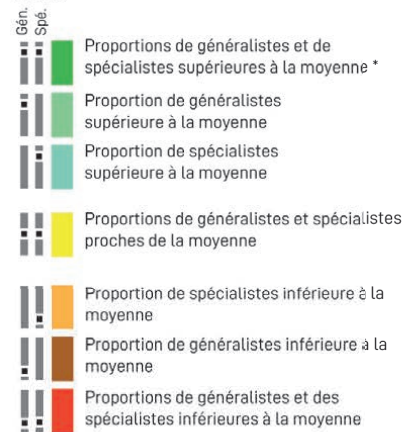 Gén.
Spé.
Proportions de généralistes et de
spécialistes supérieures à la moyenne *
Proportion de généralistes
supérieure à la moyenne
Proportion de spécialistes
supérieure à la moyenne
Proportions de généralistes et spécialistes
proches de la moyenne
Proportion de spécialistes inférieure à la
moyenne
Proportion de généralistes inférieure à la
moyenne
Proportions de généralistes et des
spécialistes inférieures à la moyenne